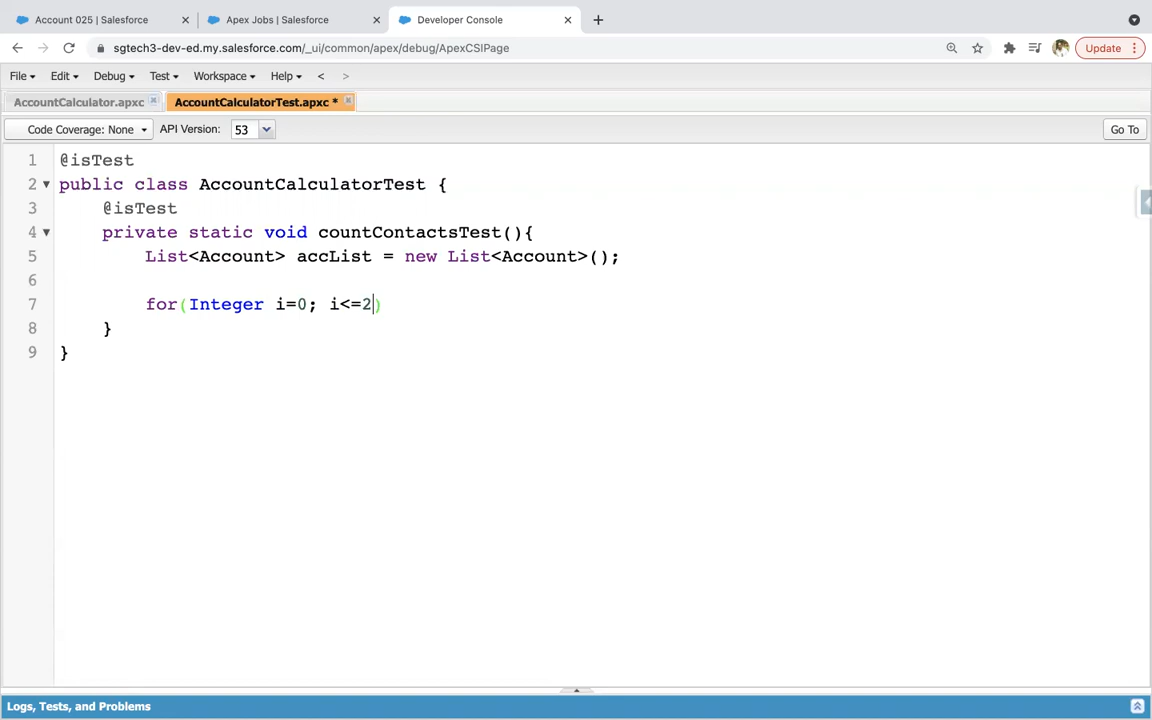 Account 025 | Salesforce
Apex Jobs | Salesforce
Developer Console
sgtech3-dev-ed.my.salesforce.com/_ui/common/apex/debug/ApexCSIPage
Update
File Edit Debug Test Workspace Help < >
AccountCalculator.apxc
AccountCalculatorTest.apxc *
Code Coverage: None API Version: 53 Go To
1 @isTest
2 public class AccountCalculatorTest {
3 @isTest
4 private static void countContactsTest(){
5 List<Account> accList = new List<Account>();
6
7 for(Integer i=0; i<=2)
8 }
9 }
Logs, Tests, and Problems